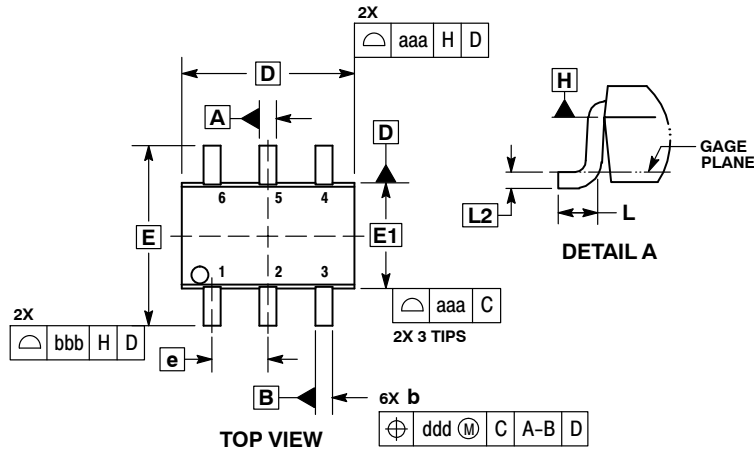 2X
⌓ aaa H D
D
A
D
H
GAGE
PLANE
6 5 4
E
E1
L2
L
DETAIL A
1 2 3
⌓ aaa C
2X 3 TIPS
2X
⌓ bbb H D
e
B
6X b
⌖ ddd Ⓜ C A-B D
TOP VIEW